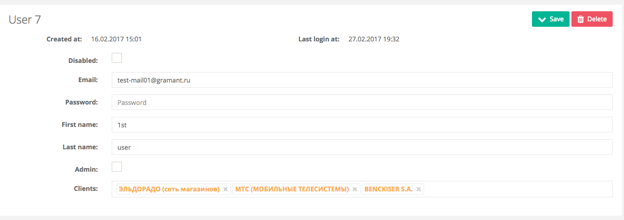 User 7
Save
Delete
Created at: 16.02.2017 15:01 Last login at: 27.02.2017 19:32
Disabled:
Email: test-mail01@gramant.ru
Password: Password
First name: 1st
Last name: user
Admin:
Clients: ЭЛЬДОРАДО (сеть магазинов) × МТС (МОБИЛЬНЫЕ ТЕЛЕСИСТЕМЫ) × BENCKISER S.A. ×